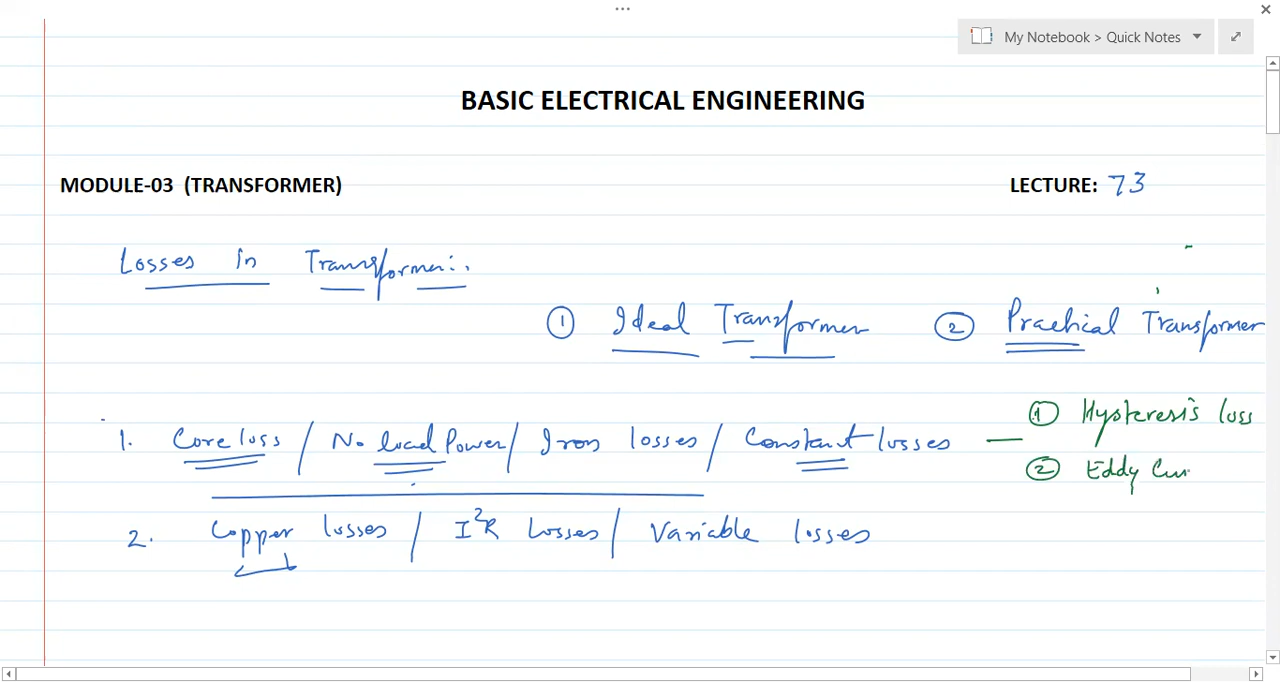 My Notebook > Quick Notes
BASIC ELECTRICAL ENGINEERING
MODULE-03 (TRANSFORMER) LECTURE: 73
Losses in Transformer:.
① Ideal Transformer ② Practical Transformer
① Hysteresis loss
1. Core loss / No load Power / Iron losses / Constant losses —
② Eddy Cur
2. Copper losses / I²R Losses / Variable losses